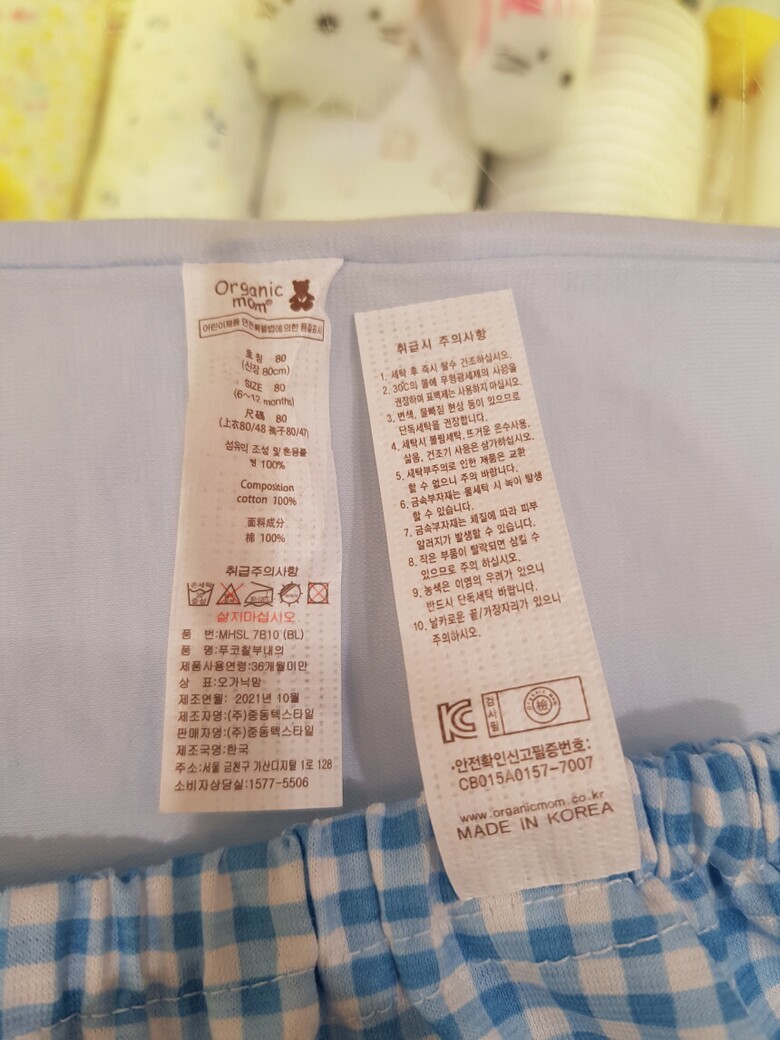 Organic
mom®
어린이제품 안전특별법에 의한 품질표시
호칭 80
(신장 80cm)
SIZE 80
(6~12 months)
尺碼 80
(上衣80/48 褲子80/47)
섬유의 조성 및 혼용률
면 100%
Composition
cotton 100%
面料成分
棉 100%
취급주의사항
삶지마십시오
품 번:MHSL 7B10 (BL)
품 명:푸코찰부내의
제품사용연령:36개월미만
상 표:오가닉맘
제조연월: 2021년 10월
제조자명:(주)중동텍스타일
판매자명:(주)중동텍스타일
제조국명:한국
주소:서울 금천구 가산디지털 1로 128
소비자상담실:1577-5506
취급시 주의사항
1. 세탁 후 즉시 탈수 건조하십시오.
2. 30℃의 물에 무형광세제의 사용을
권장하며 표백제는 사용하지 마십시오.
3. 변색, 물빠짐 현상 등이 있으므로
단독세탁을 권장합니다.
4. 세탁시 불림세탁, 뜨거운 온수사용,
삶음, 건조기 사용은 삼가하십시오.
5. 세탁부주의로 인한 제품은 교환
할 수 없으니 주의 바랍니다.
6. 금속부자재는 물세탁 시 녹이 발생
할 수 있습니다.
7. 금속부자재는 체질에 따라 피부
알러지가 발생할 수 있습니다.
8. 작은 부품이 탈락되면 삼킬 수
있으므로 주의 하십시오.
9. 농색은 이염의 우려가 있으니
반드시 단독세탁 바랍니다.
10. 날카로운 끝/가장자리가 있으니
주의하십시오.
검사필
檢
·안전확인신고필증번호:
CB015A0157-7007
www.organicmom.co.kr
MADE IN KOREA